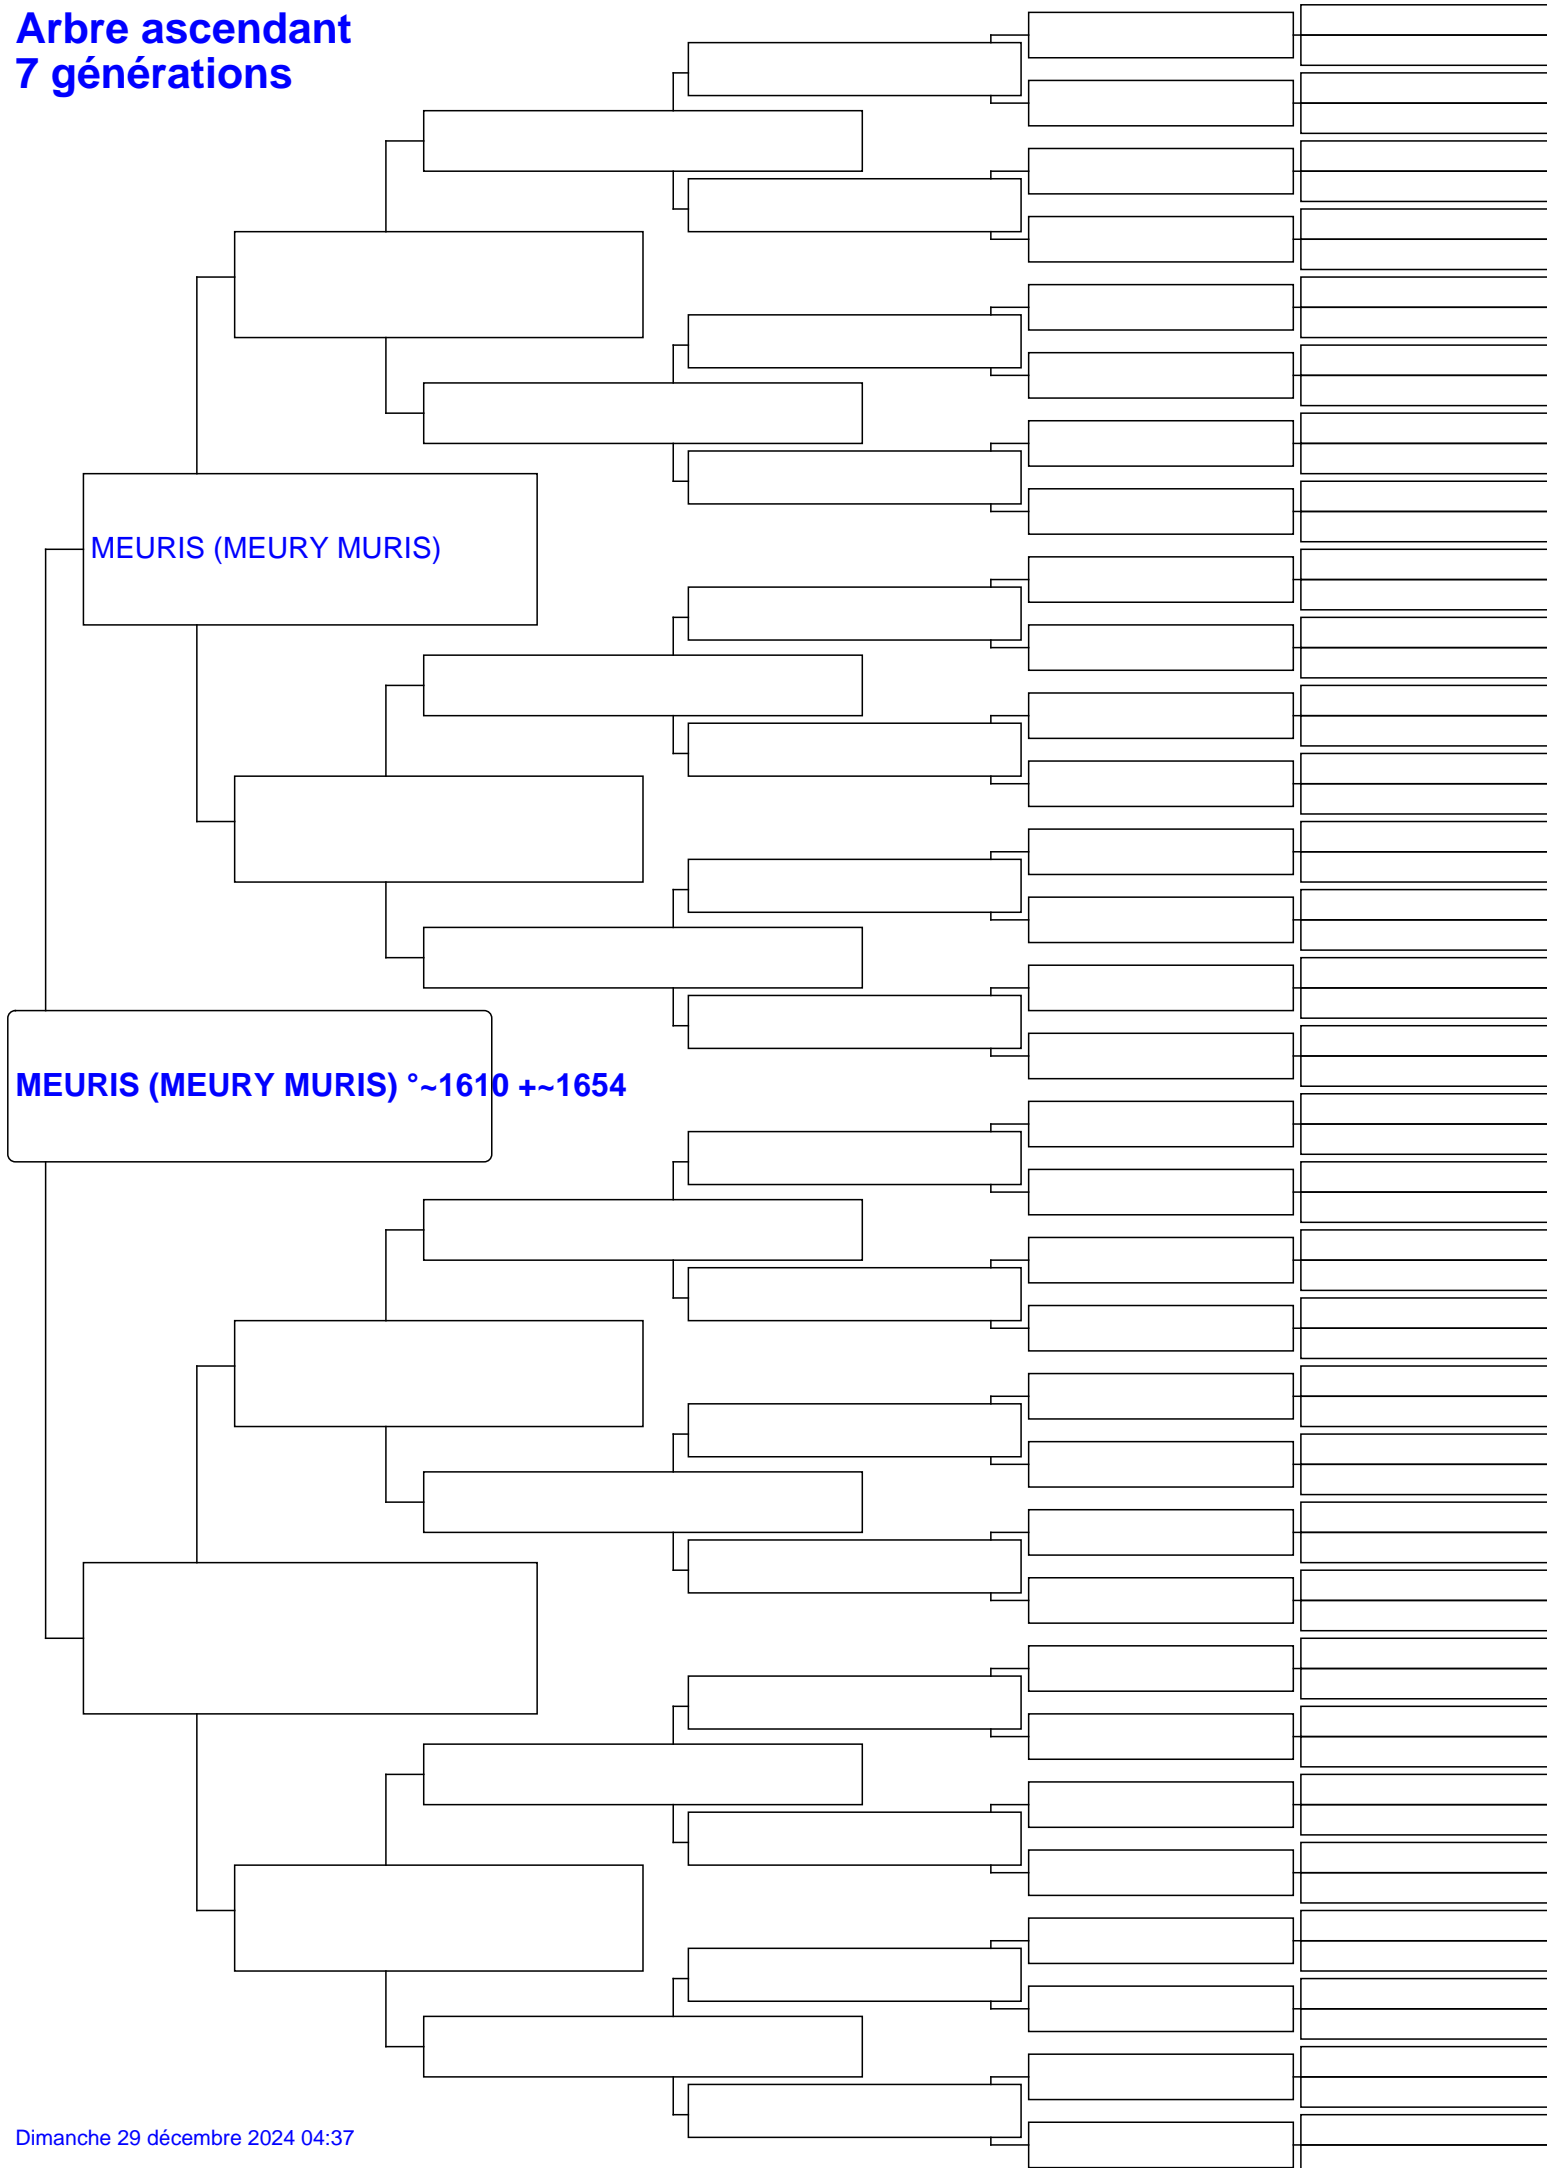 Arbre ascendant
7 générations
MEURIS (MEURY MURIS)
MEURIS (MEURY MURIS) °~1610 +~1654
Dimanche 29 décembre 2024 04:37